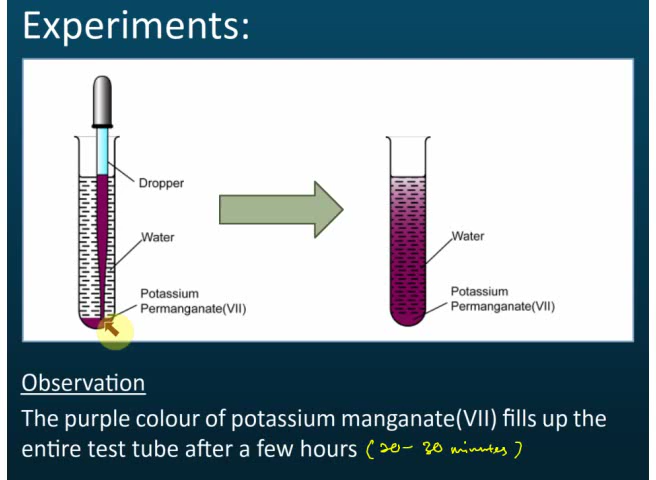 Experiments:
Dropper
Water
Potassium
Permanganate(VII)
Water
Potassium
Permanganate(VII)
Observation
The purple colour of potassium manganate(VII) fills up the
entire test tube after a few hours (20- 30 minutes)